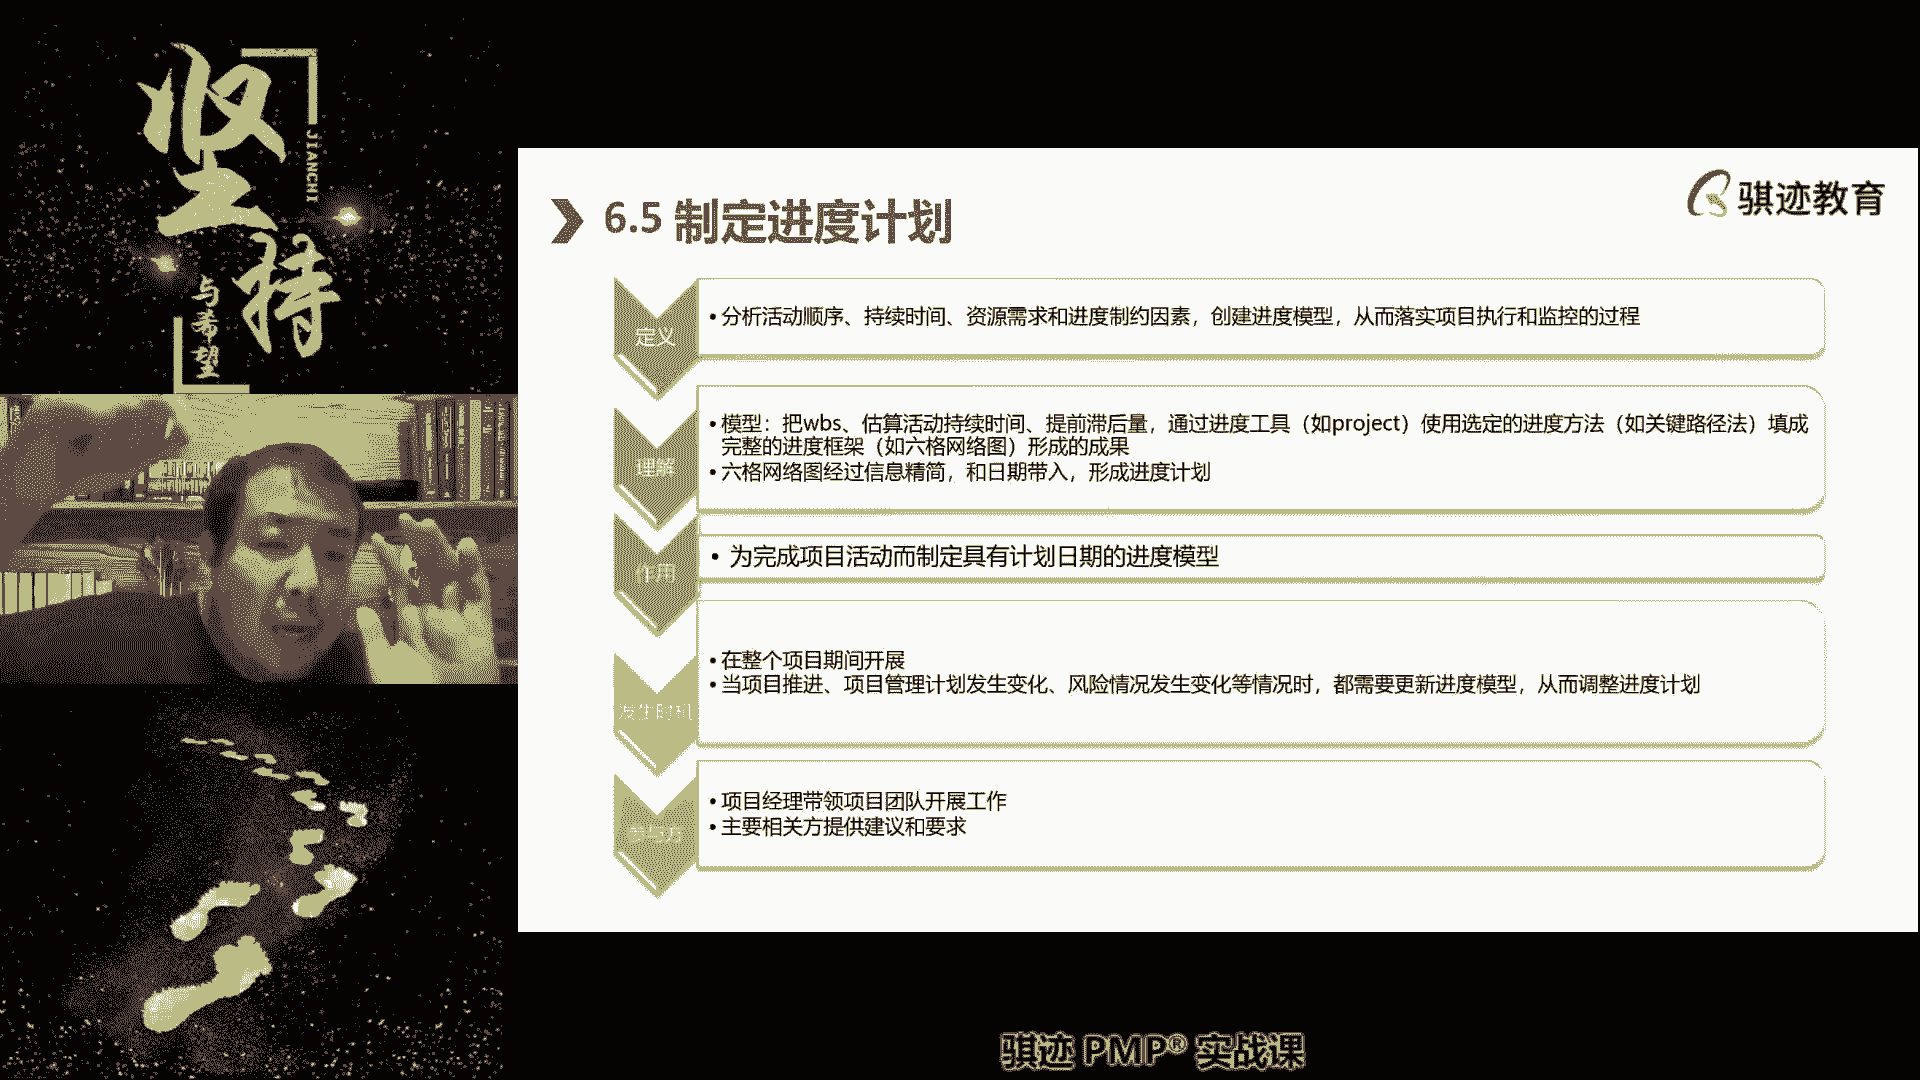 坚持
JIANCHI
与希望
骐迹教育
6.5 制定进度计划
定义
•分析活动顺序、持续时间、资源需求和进度制约因素，创建进度模型，从而落实项目执行和监控的过程
理解
•模型：把wbs、估算活动持续时间、提前滞后量，通过进度工具（如project）使用选定的进度方法（如关键路径法）填成
完整的进度框架（如六格网络图）形成的成果
•六格网络图经过信息精简，和日期带入，形成进度计划
作用
• 为完成项目活动而制定具有计划日期的进度模型
发生时机
•在整个项目期间开展
•当项目推进、项目管理计划发生变化、风险情况发生变化等情况时，都需要更新进度模型，从而调整进度计划
参与方
•项目经理带领项目团队开展工作
•主要相关方提供建议和要求
骐迹 PMP® 实战课